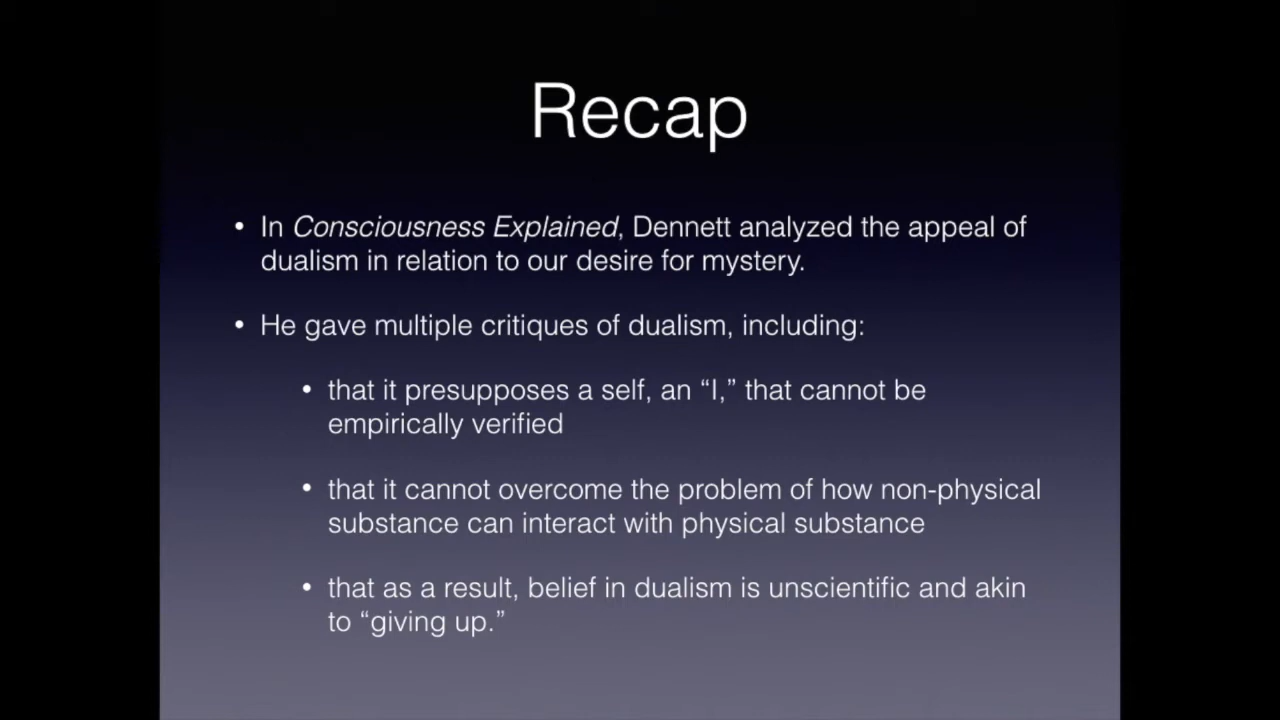 Recap
• In Consciousness Explained, Dennett analyzed the appeal of
dualism in relation to our desire for mystery.
• He gave multiple critiques of dualism, including:
• that it presupposes a self, an “I,” that cannot be
empirically verified
• that it cannot overcome the problem of how non-physical
substance can interact with physical substance
• that as a result, belief in dualism is unscientific and akin
to “giving up.”